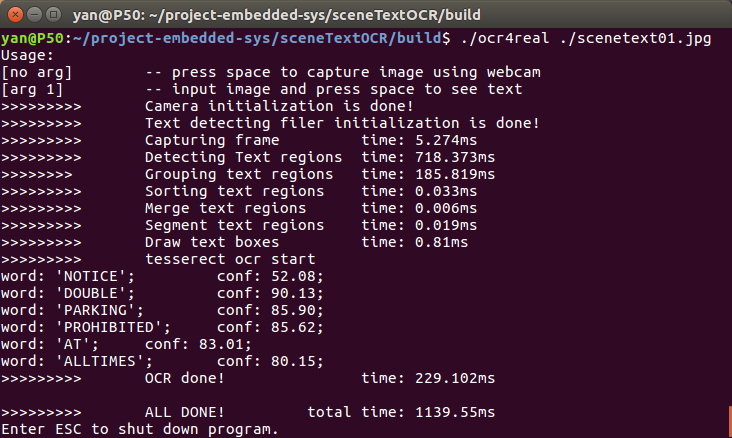 yan@P50: ~/project-embedded-sys/sceneTextOCR/build
yan@P50:~/project-embedded-sys/sceneTextOCR/build$ ./ocr4real ./scenetext01.jpg
Usage:
[no arg]        -- press space to capture image using webcam
[arg 1]         -- input image and press space to see text
>>>>>>>>>       Camera initialization is done!
>>>>>>>>>       Text detecting filer initialization is done!
>>>>>>>>>       Capturing frame         time: 5.274ms
>>>>>>>>>       Detecting Text regions  time: 718.373ms
>>>>>>>>        Grouping text regions   time: 185.819ms
>>>>>>>>>       Sorting text regions    time: 0.033ms
>>>>>>>>>       Merge text regions      time: 0.006ms
>>>>>>>>>       Segment text regions    time: 0.019ms
>>>>>>>>>       Draw text boxes         time: 0.81ms
>>>>>>>>>       tesserect ocr start
word: 'NOTICE';         conf: 52.08;
word: 'DOUBLE';         conf: 90.13;
word: 'PARKING';        conf: 85.90;
word: 'PROHIBITED';     conf: 85.62;
word: 'AT';     conf: 83.01;
word: 'ALLTIMES';       conf: 80.15;
>>>>>>>>>       OCR done!               time: 229.102ms
>>>>>>>>>       ALL DONE!         total time: 1139.55ms
Enter ESC to shut down program.